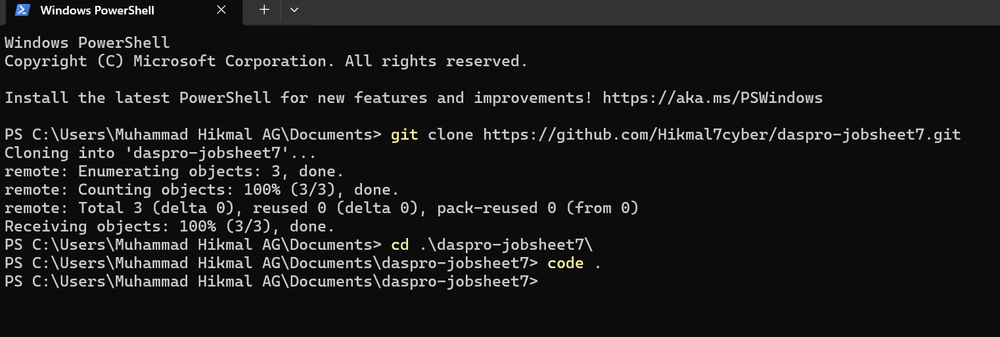 Windows PowerShell
Windows PowerShell
Copyright (C) Microsoft Corporation. All rights reserved.
Install the latest PowerShell for new features and improvements! https://aka.ms/PSWindows
PS C:\Users\Muhammad Hikmal AG\Documents> git clone https://github.com/Hikmal7cyber/daspro-jobsheet7.git
Cloning into 'daspro-jobsheet7'...
remote: Enumerating objects: 3, done.
remote: Counting objects: 100% (3/3), done.
remote: Total 3 (delta 0), reused 0 (delta 0), pack-reused 0 (from 0)
Receiving objects: 100% (3/3), done.
PS C:\Users\Muhammad Hikmal AG\Documents> cd .\daspro-jobsheet7\
PS C:\Users\Muhammad Hikmal AG\Documents\daspro-jobsheet7> code .
PS C:\Users\Muhammad Hikmal AG\Documents\daspro-jobsheet7>